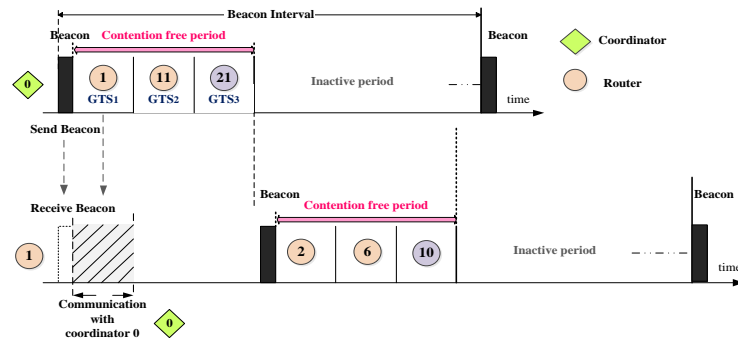 Beacon Interval
Beacon
Contention free period
Beacon
Coordinator
0
1
11
21
GTS1
GTS2
GTS3
Inactive period
Router
time
Send Beacon
Receive Beacon
Beacon
Contention free period
Beacon
1
2
6
10
Inactive period
time
Communication
with
coordinator 0
0